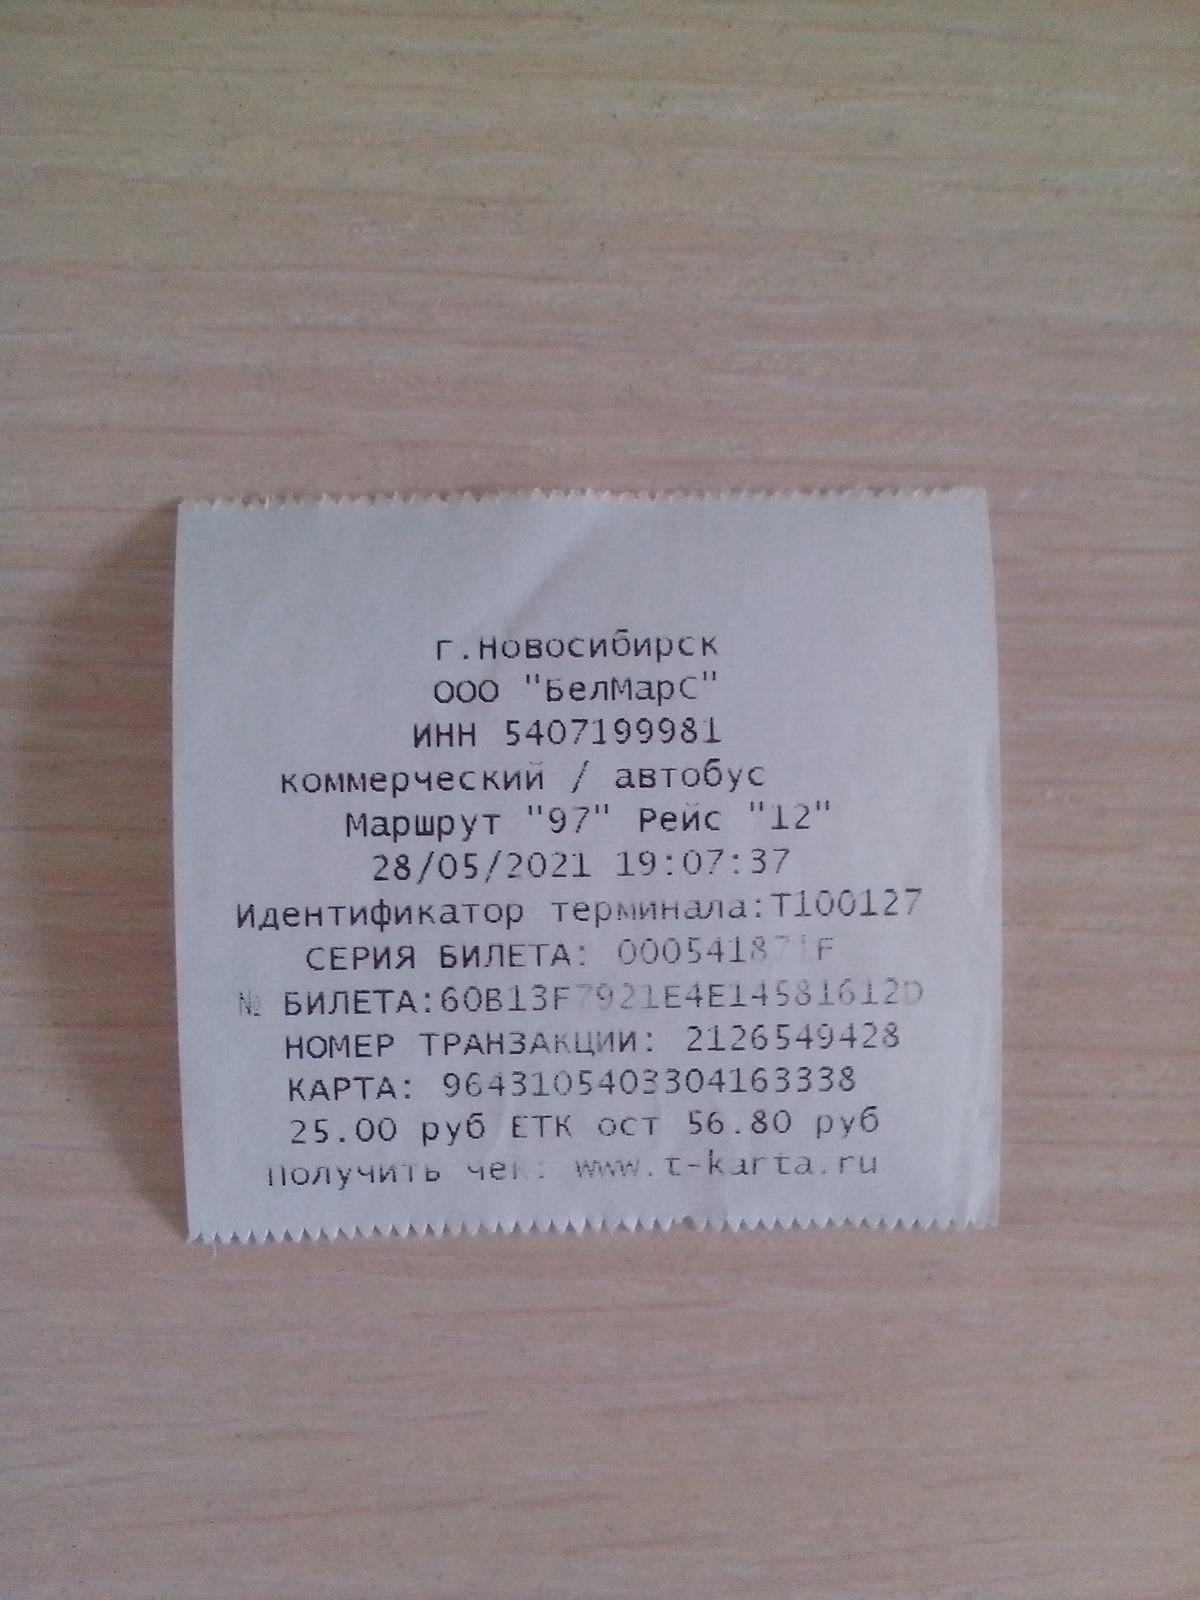 г.Новосибирск
ООО "БелМарС"
ИНН 5407199981
коммерческий / автобус
Маршрут "97" Рейс "12"
28/05/2021 19:07:37
Идентификатор терминала:T100127
СЕРИЯ БИЛЕТА: 000541871F
№ БИЛЕТА:60B13F7921E4E14581612D
НОМЕР ТРАНЗАКЦИИ: 2126549428
КАРТА: 9643105403304163338
25.00 руб ЕТК ост 56.80 руб
Получить чек: www.t-karta.ru